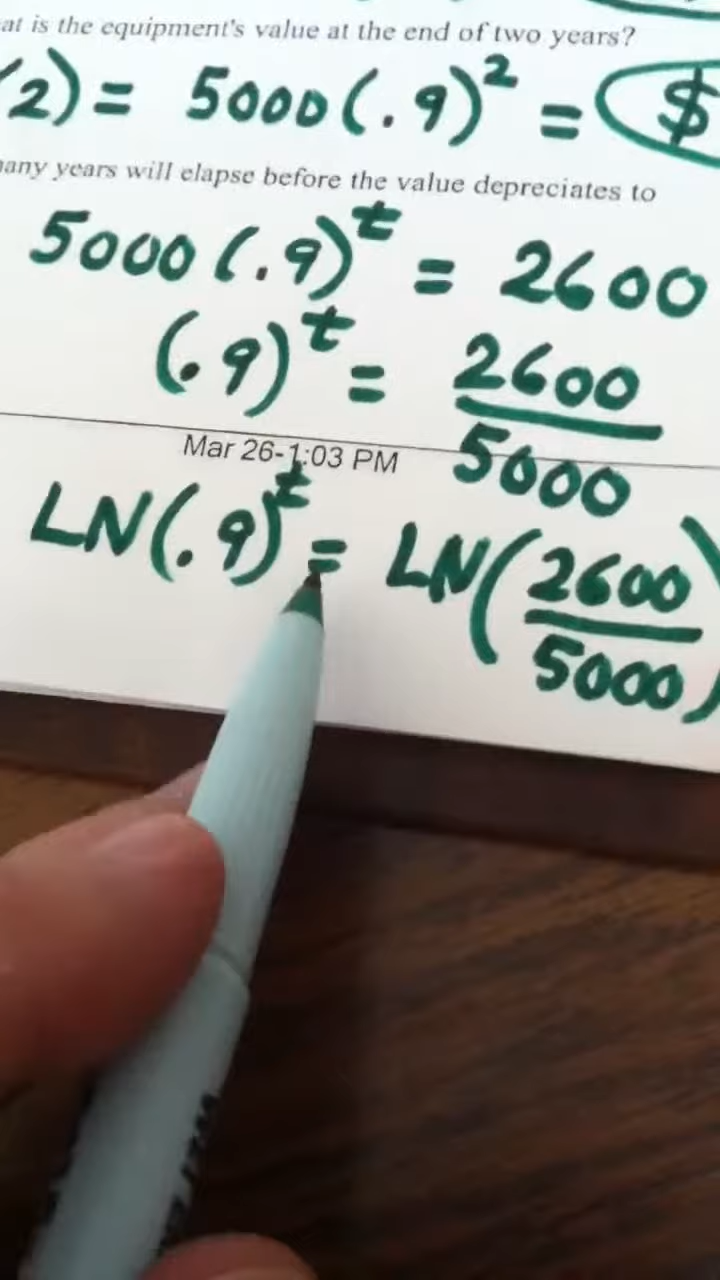 at is the equipment's value at the end of two years?
(2) = 5000 (.9)² = $
any years will elapse before the value depreciates to
5000 (.9)ᵗ = 2600
(.9)ᵗ = 2600/5000
Mar 26-1:03 PM
LN(.9)ᵗ = LN(2600/5000)